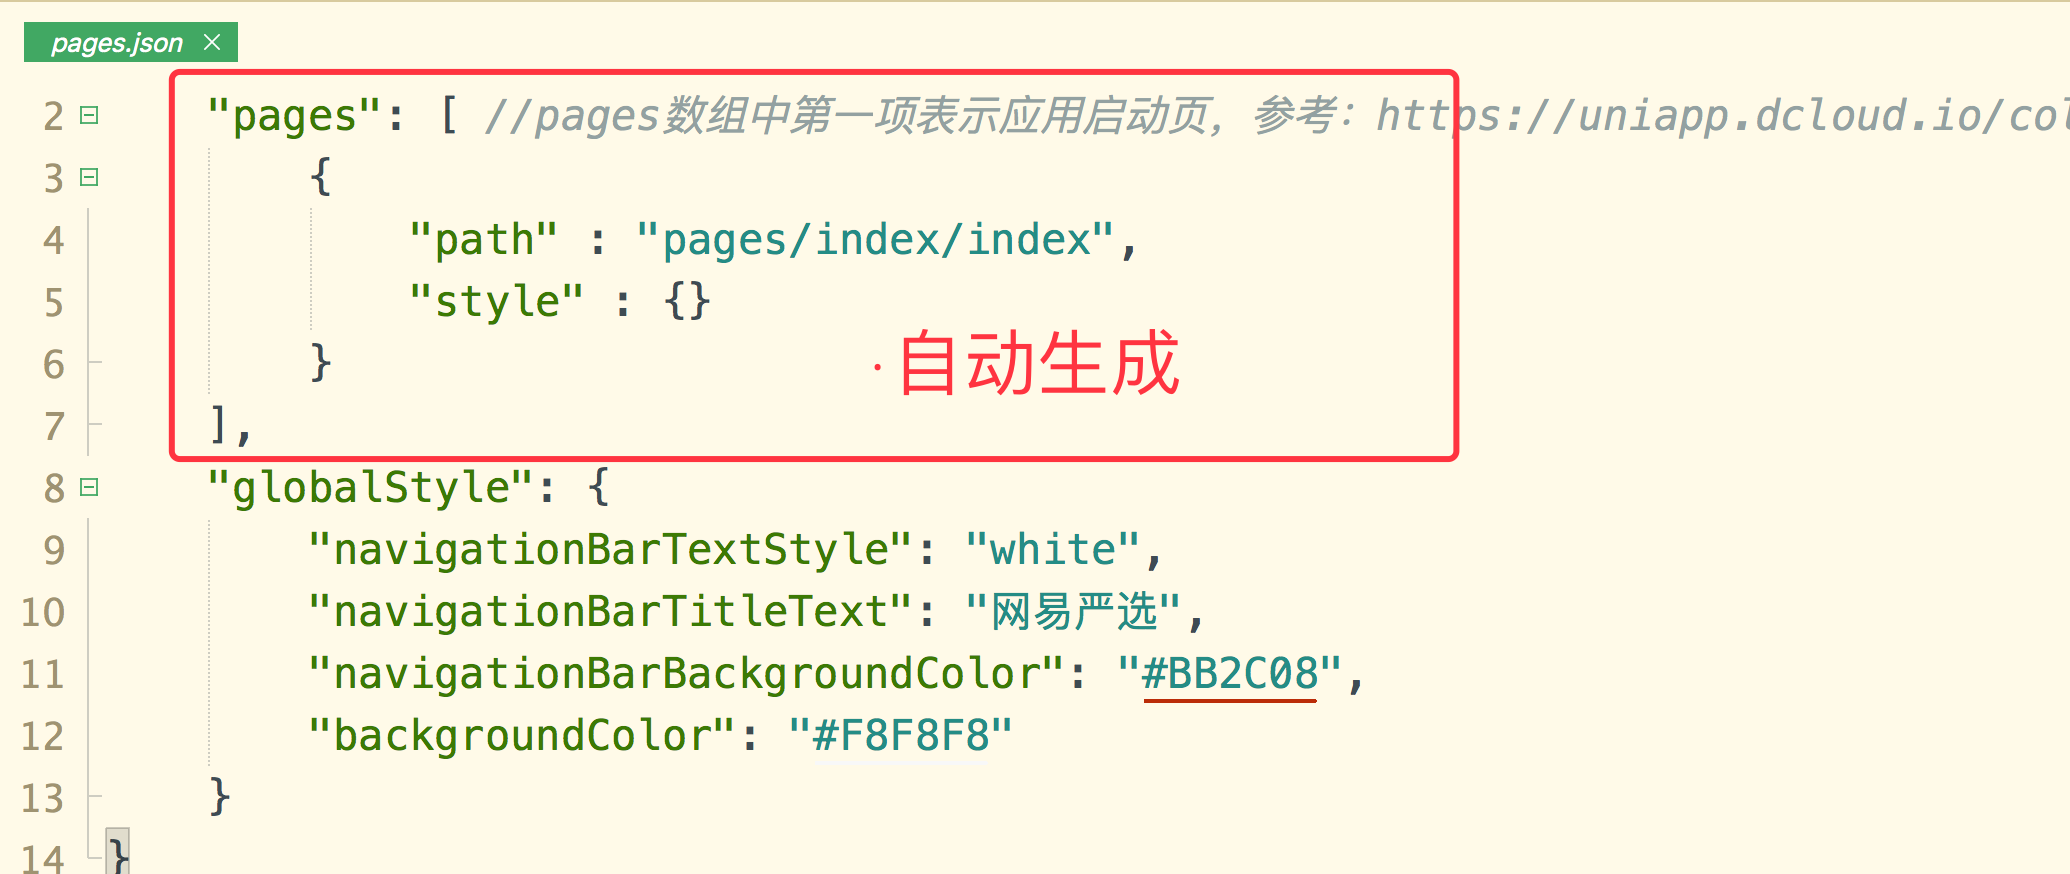 pages.json
2 "pages": [ //pages数组中第一项表示应用启动页，参考：https://uniapp.dcloud.io/col
3 {
4 "path" : "pages/index/index",
5 "style" : {}
6 }
·自动生成
7 ],
8 "globalStyle": {
9 "navigationBarTextStyle": "white",
10 "navigationBarTitleText": "网易严选",
11 "navigationBarBackgroundColor": "#BB2C08",
12 "backgroundColor": "#F8F8F8"
13 }
14 }